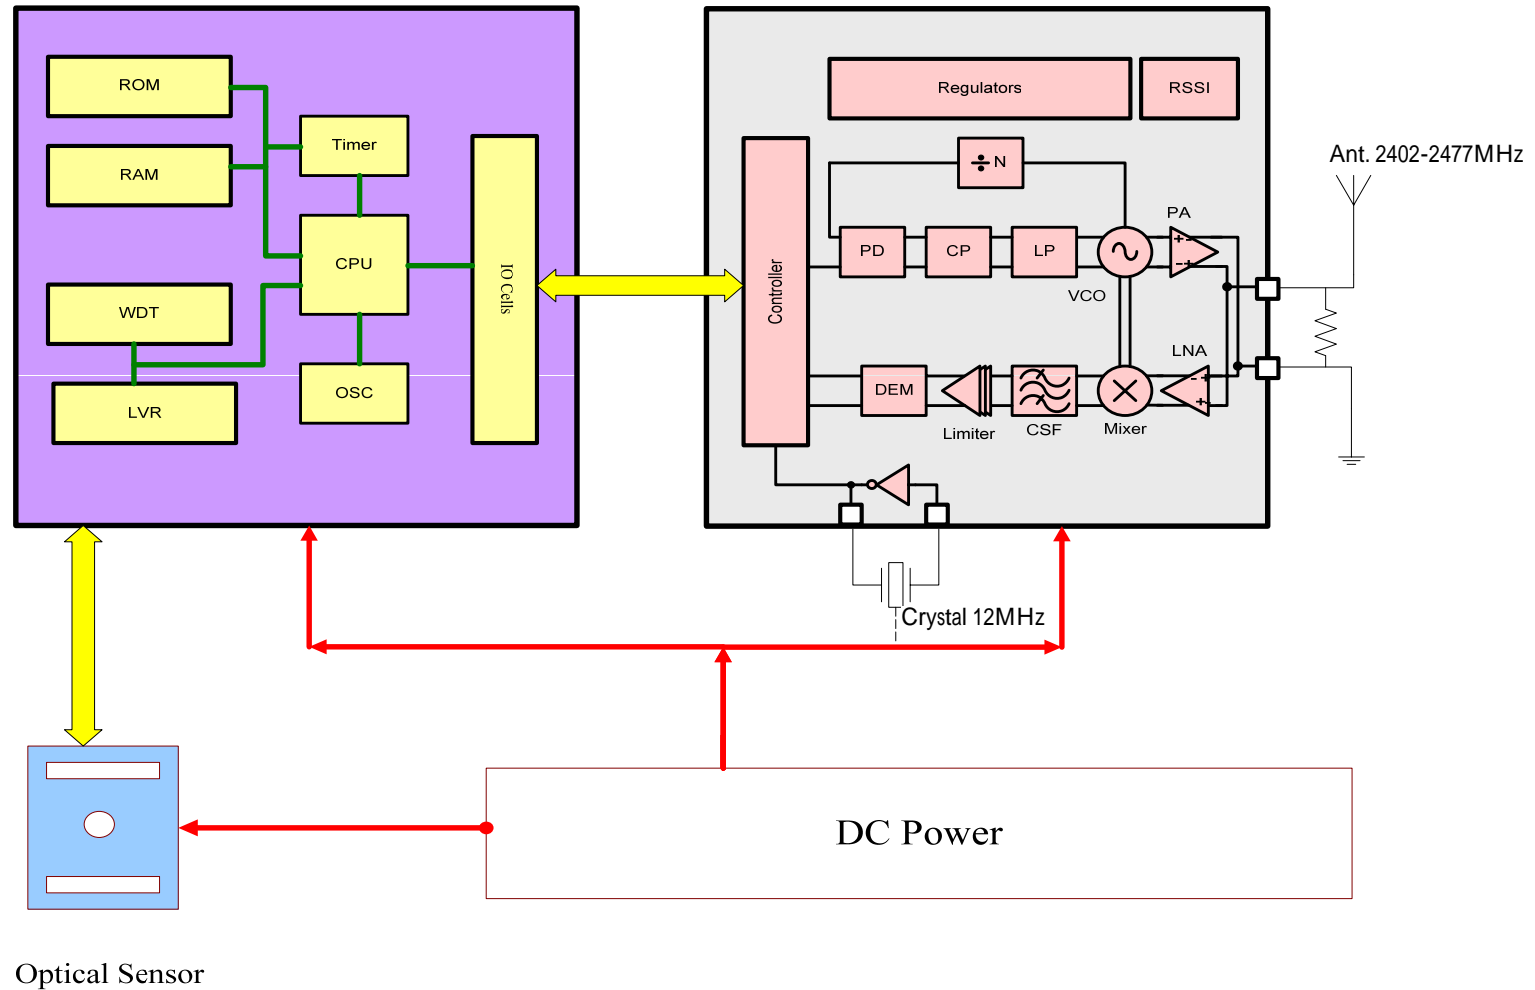 ROM
RAM
Timer
CPU
WDT
LVR
OSC
IO Cells
Regulators
RSSI
÷ N
Controller
PD
CP
LP
VCO
PA
LNA
DEM
Limiter
CSF
Mixer
Ant. 2402-2477MHz
Crystal 12MHz
DC Power
Optical Sensor